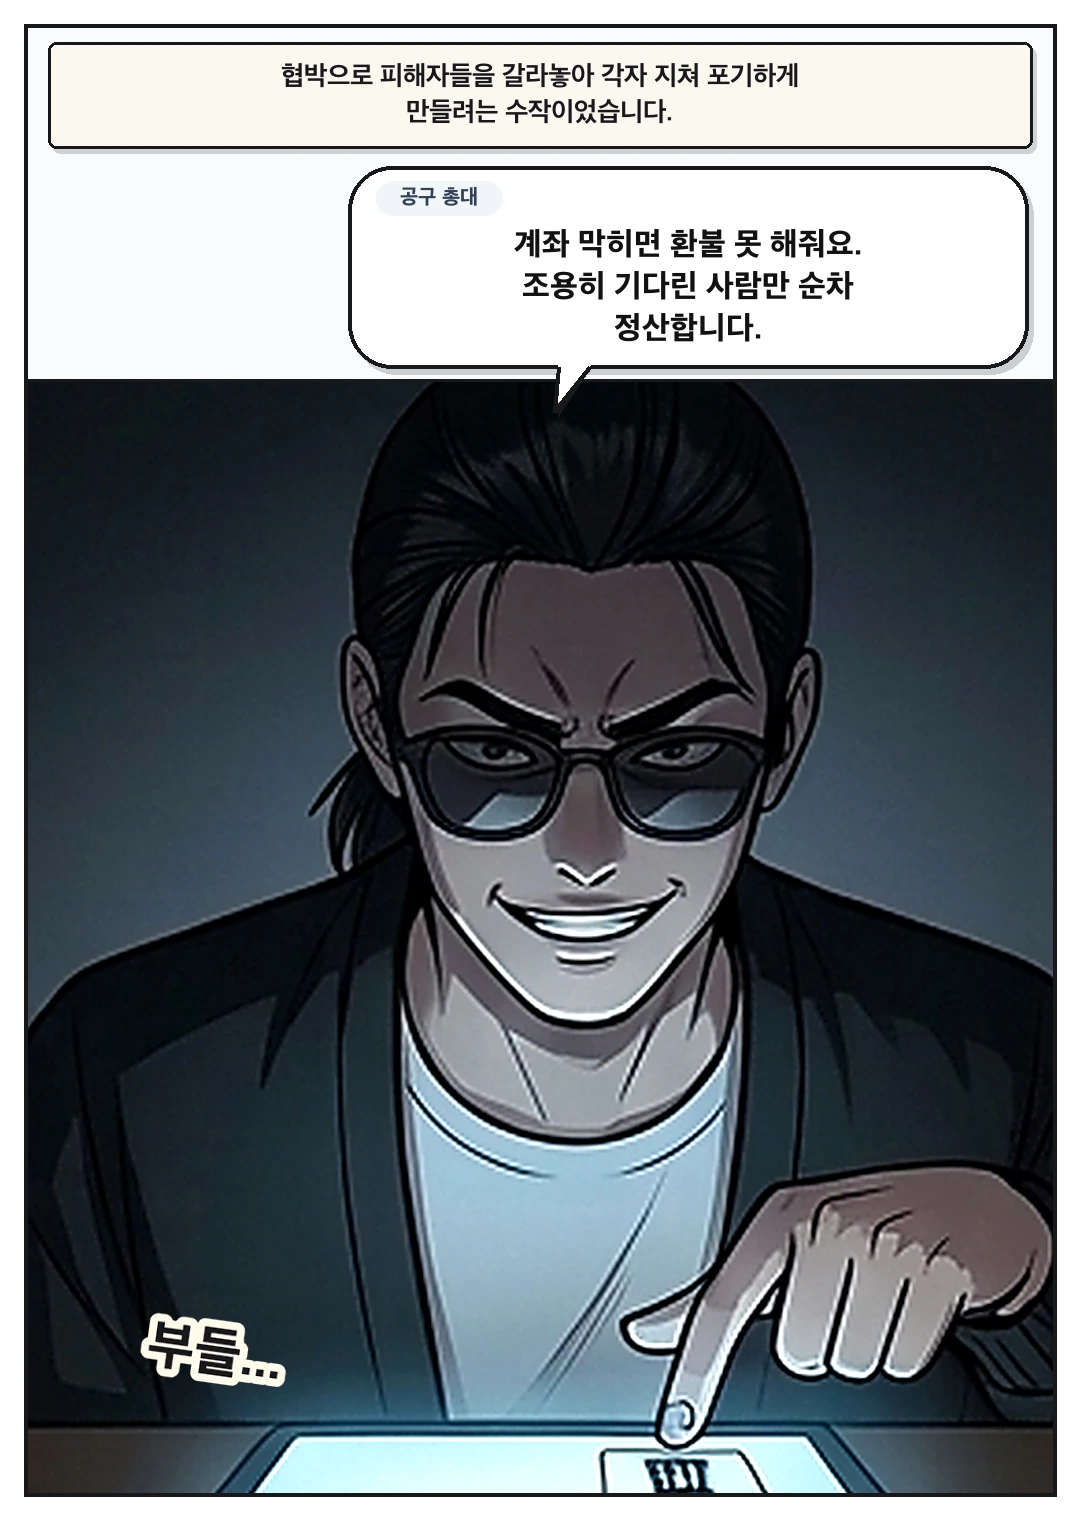 협박으로 피해자들을 갈라놓아 각자 지쳐 포기하게
만들려는 수작이었습니다.
공구 총대
계좌 막히면 환불 못 해줘요.
조용히 기다린 사람만 순차
정산합니다.
부들...